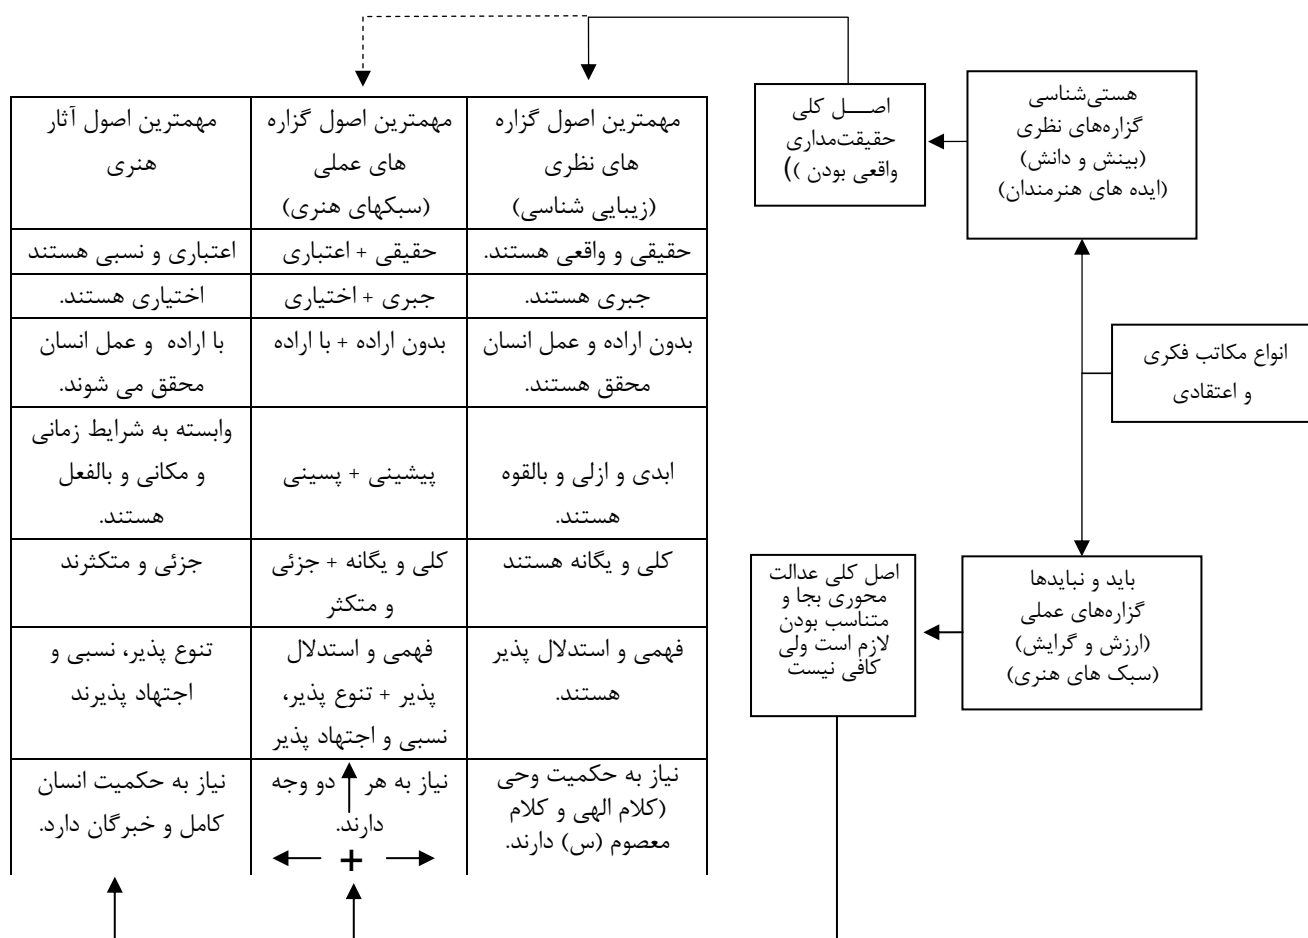 انواع مکاتب فکری
و اعتقادی
هستی‌شناسی
گزاره‌های نظری
(بینش و دانش)
(ایده های هنرمندان)
اصـــل کلی
حقیقت‌مداری
واقعی بودن ))
باید و نبایدها
گزاره‌های عملی
(ارزش و گرایش)
(سبک های هنری)
اصل کلی عدالت
محوری بجا و
متناسب بودن
لازم است ولی
کافی نیست
مهمترین اصول گزاره
های نظری
(زیبایی شناسی)
مهمترین اصول گزاره
های عملی
(سبکهای هنری)
مهمترین اصول آثار
هنری
حقیقی و واقعی هستند.
حقیقی + اعتباری
اعتباری و نسبی هستند
جبری هستند.
جبری + اختیاری
اختیاری هستند.
بدون اراده و عمل انسان
محقق هستند.
بدون اراده + با اراده
با اراده و عمل انسان
محقق می شوند.
ابدی و ازلی و بالقوه
هستند.
پیشینی + پسینی
وابسته به شرایط زمانی
و مکانی و بالفعل
هستند.
کلی و یگانه هستند
کلی و یگانه + جزئی
و متکثر
جزئی و متکثرند
فهمی و استدلال پذیر
هستند.
فهمی و استدلال
پذیر + تنوع پذیر،
نسبی و اجتهاد پذیر
تنوع پذیر، نسبی و
اجتهاد پذیرند
نیاز به حکمیت وحی
(کلام الهی و کلام
معصوم (س) دارند.
نیاز به هر دو وجه
دارند.
+
نیاز به حکمیت انسان
کامل و خبرگان دارد.